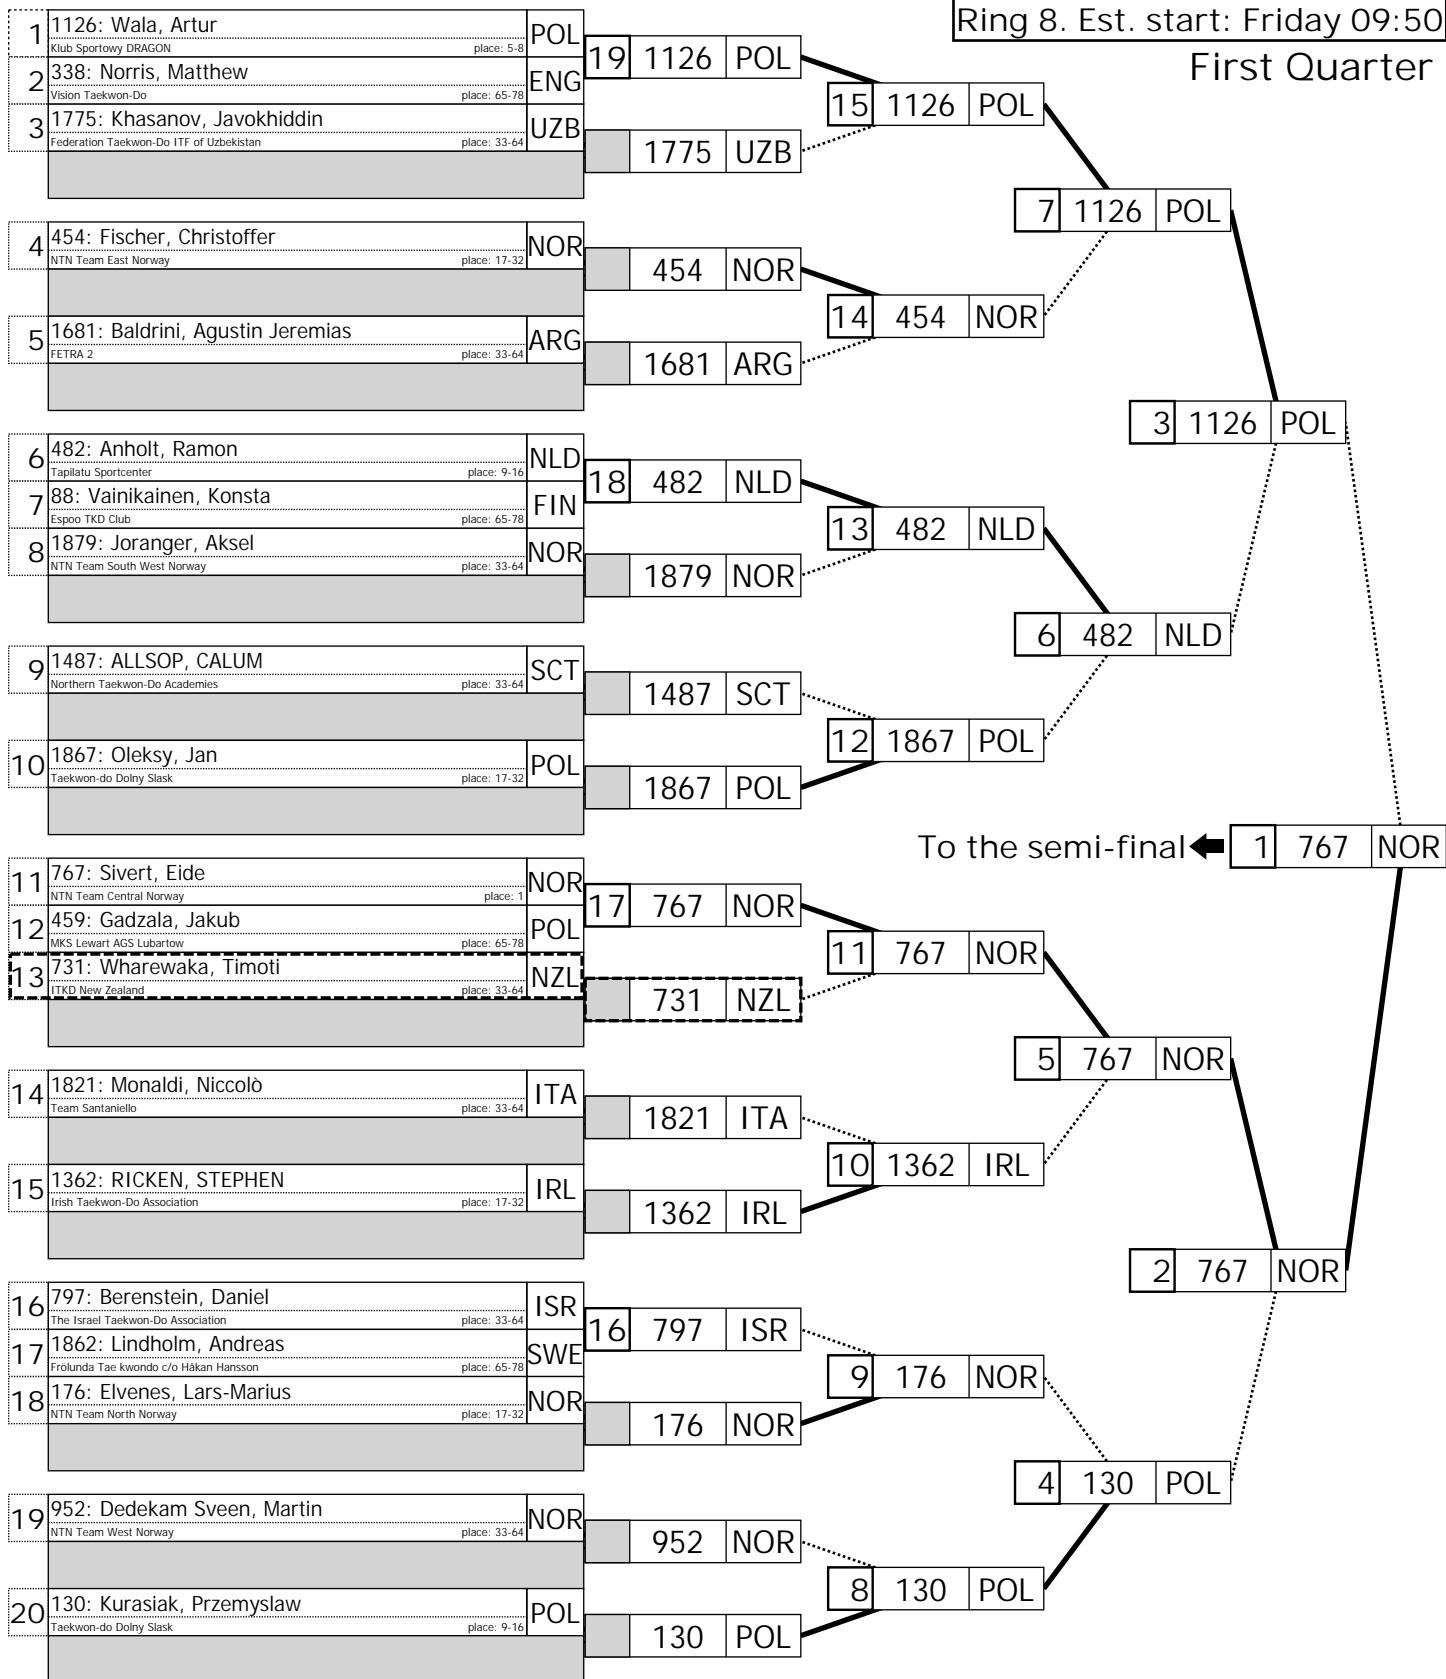 Ring 8. Est. start: Friday 09:50
First Quarter
1 1126: Wala, Artur POL
Klub Sportowy DRAGON place: 5-8
2 338: Norris, Matthew ENG
Vision Taekwon-Do place: 65-78
3 1775: Khasanov, Javokhiddin UZB
Federation Taekwon-Do ITF of Uzbekistan place: 33-64
4 454: Fischer, Christoffer NOR
NTN Team East Norway place: 17-32
5 1681: Baldrini, Agustin Jeremias ARG
FETRA 2 place: 33-64
6 482: Anholt, Ramon NLD
Tapilatu Sportcenter place: 9-16
7 88: Vainikainen, Konsta FIN
Espoo TKD Club place: 65-78
8 1879: Joranger, Aksel NOR
NTN Team South West Norway place: 33-64
9 1487: ALLSOP, CALUM SCT
Northern Taekwon-Do Academies place: 33-64
10 1867: Oleksy, Jan POL
Taekwon-do Dolny Slask place: 17-32
11 767: Sivert, Eide NOR
NTN Team Central Norway place: 1
12 459: Gadzala, Jakub POL
MKS Lewart AGS Lubartow place: 65-78
13 731: Wharewaka, Timoti NZL
ITKD New Zealand place: 33-64
14 1821: Monaldi, Niccolò ITA
Team Santaniello place: 33-64
15 1362: RICKEN, STEPHEN IRL
Irish Taekwon-Do Association place: 17-32
16 797: Berenstein, Daniel ISR
The Israel Taekwon-Do Association place: 33-64
17 1862: Lindholm, Andreas SWE
Frölunda Tae kwondo c/o Håkan Hansson place: 65-78
18 176: Elvenes, Lars-Marius NOR
NTN Team North Norway place: 17-32
19 952: Dedekam Sveen, Martin NOR
NTN Team West Norway place: 33-64
20 130: Kurasiak, Przemyslaw POL
Taekwon-do Dolny Slask place: 9-16
19 1126 POL
1775 UZB
454 NOR
1681 ARG
18 482 NLD
1879 NOR
1487 SCT
1867 POL
17 767 NOR
731 NZL
1821 ITA
1362 IRL
16 797 ISR
176 NOR
952 NOR
130 POL
15 1126 POL
14 454 NOR
13 482 NLD
12 1867 POL
11 767 NOR
10 1362 IRL
9 176 NOR
8 130 POL
7 1126 POL
6 482 NLD
5 767 NOR
4 130 POL
3 1126 POL
2 767 NOR
To the semi-final 1 767 NOR